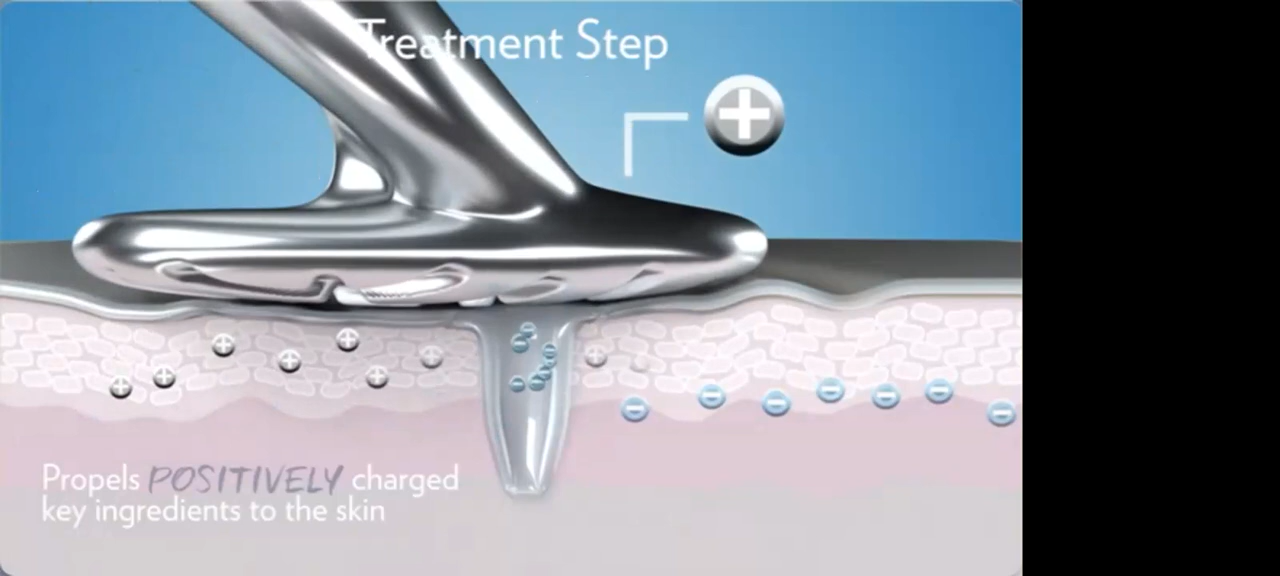 Treatment Step
Propels POSITIVELY charged
key ingredients to the skin